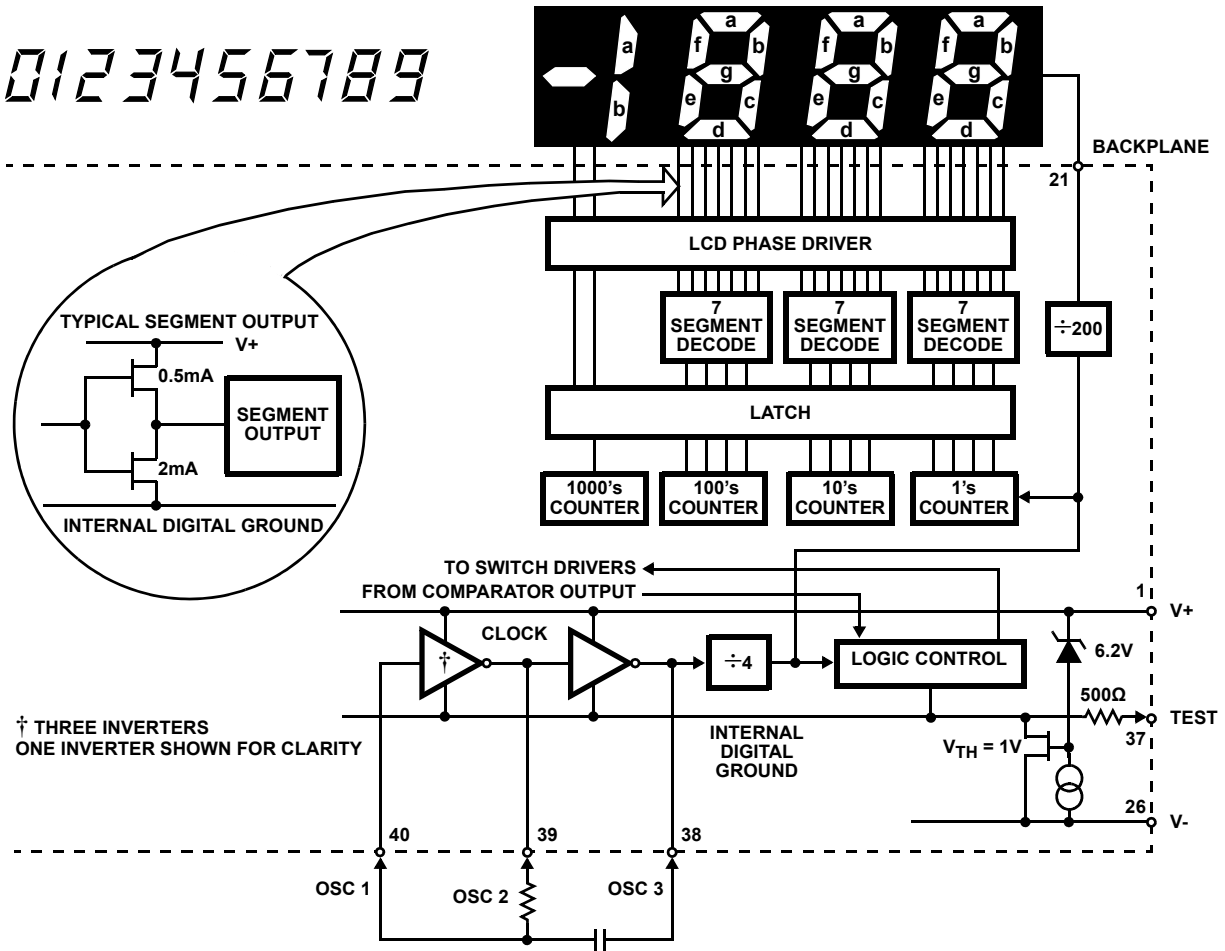 0123456789
a
b
a
f
b
g
e
c
d
a
f
b
g
e
c
d
a
f
b
g
e
c
d
BACKPLANE
21
LCD PHASE DRIVER
7
SEGMENT
DECODE
7
SEGMENT
DECODE
7
SEGMENT
DECODE
÷200
LATCH
1000's
COUNTER
100's
COUNTER
10's
COUNTER
1's
COUNTER
TYPICAL SEGMENT OUTPUT
V+
0.5mA
SEGMENT
OUTPUT
2mA
INTERNAL DIGITAL GROUND
TO SWITCH DRIVERS
FROM COMPARATOR OUTPUT
1
V+
CLOCK
†
÷4
LOGIC CONTROL
6.2V
500Ω
TEST
37
† THREE INVERTERS
ONE INVERTER SHOWN FOR CLARITY
INTERNAL
DIGITAL
GROUND
VTH = 1V
26
V-
40
39
38
OSC 1
OSC 2
OSC 3